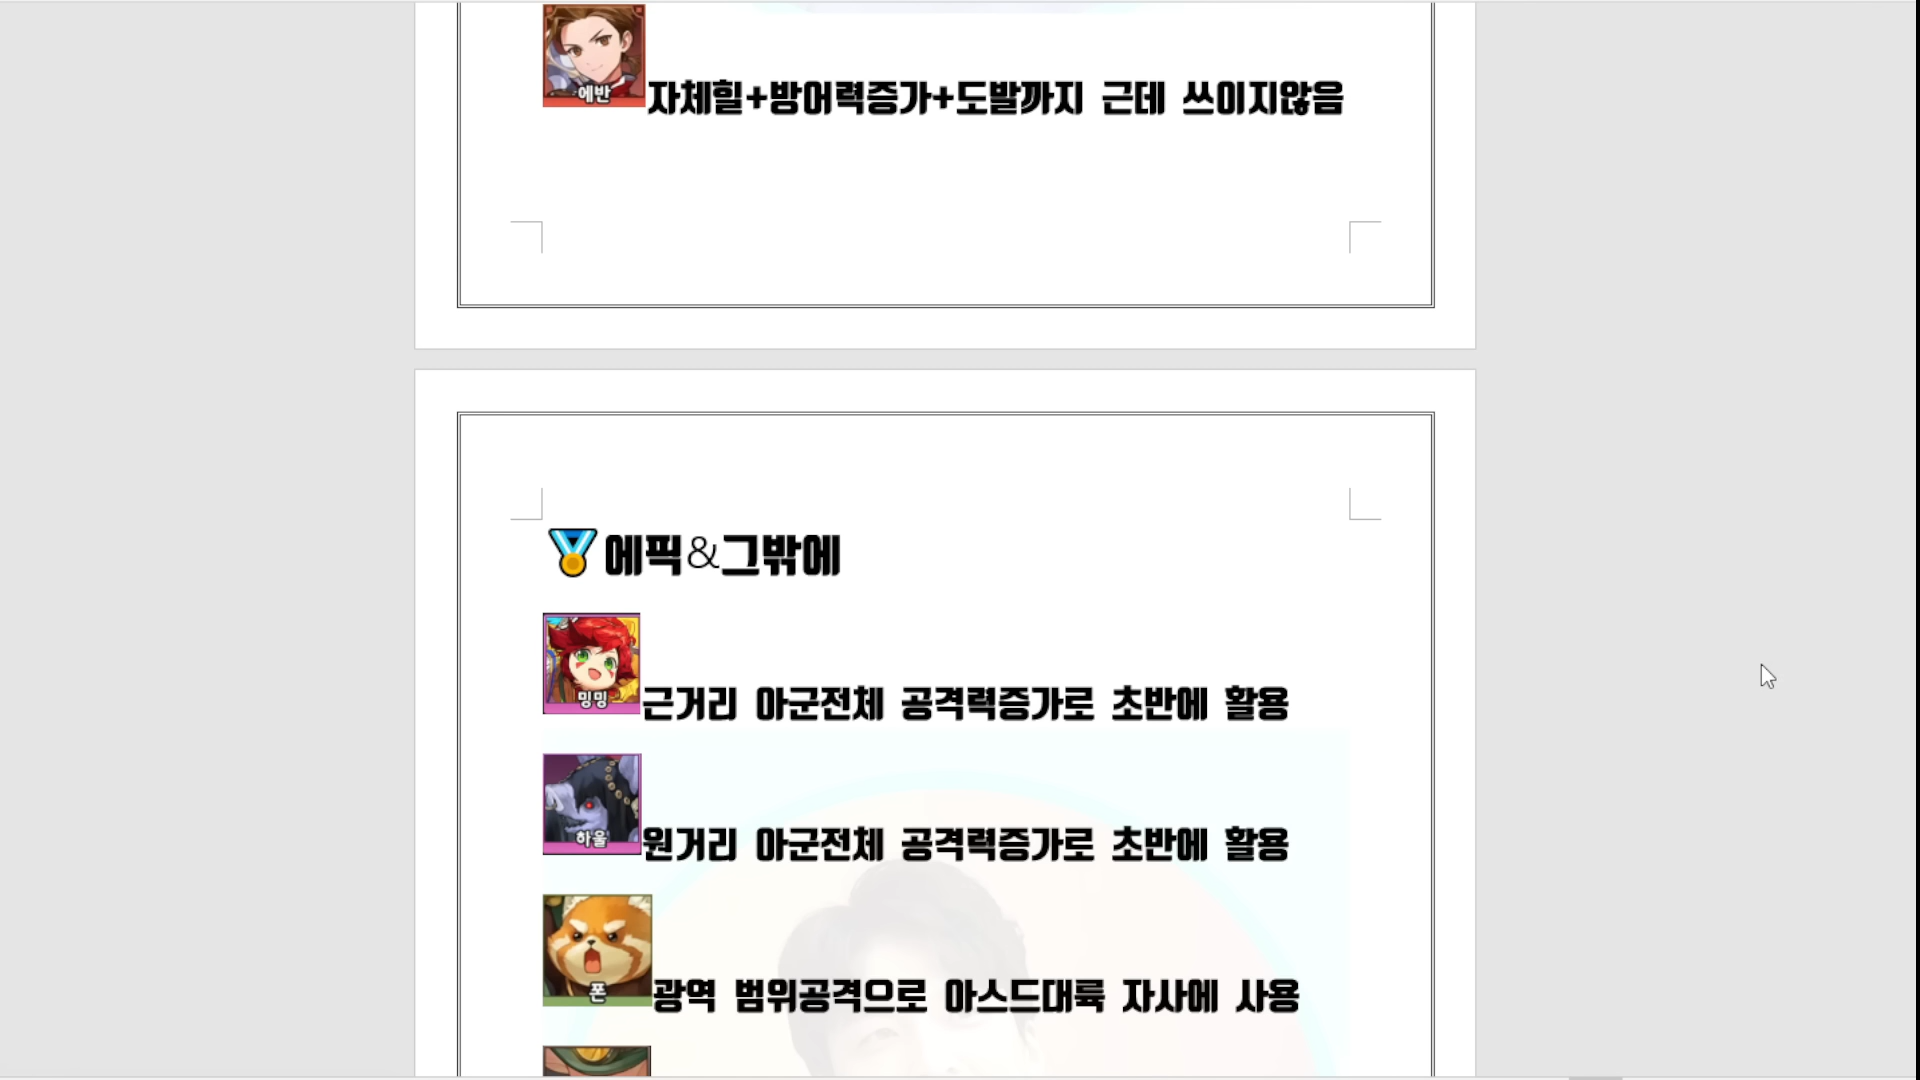 에반
자체힐+방어력증가+도발까지 근데 쓰이지않음
에픽&그밖에
밍밍
근거리 아군전체 공격력증가로 초반에 활용
하울
원거리 아군전체 공격력증가로 초반에 활용
폰
광역 범위공격으로 아스드대륙 자사에 사용